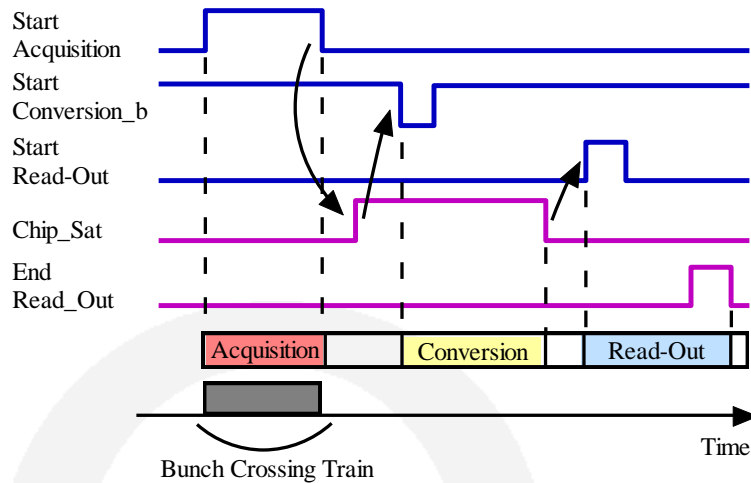 Start
Acquisition
Start
Conversion_b
Start
Read-Out
Chip_Sat
End
Read_Out
Acquisition
Conversion
Read-Out
Time
Bunch Crossing Train